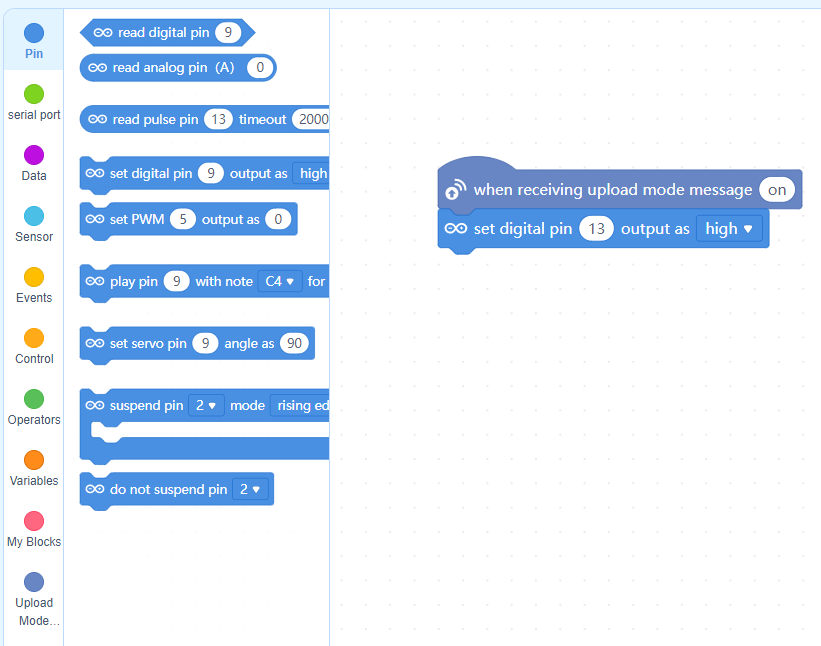 Pin
serial port
Data
Sensor
Events
Control
Operators
Variables
My Blocks
Upload
Mode...
read digital pin 9
read analog pin (A) 0
read pulse pin 13 timeout 2000
set digital pin 9 output as high
set PWM 5 output as 0
play pin 9 with note C4 for
set servo pin 9 angle as 90
suspend pin 2 mode rising ed
do not suspend pin 2
when receiving upload mode message on
set digital pin 13 output as high